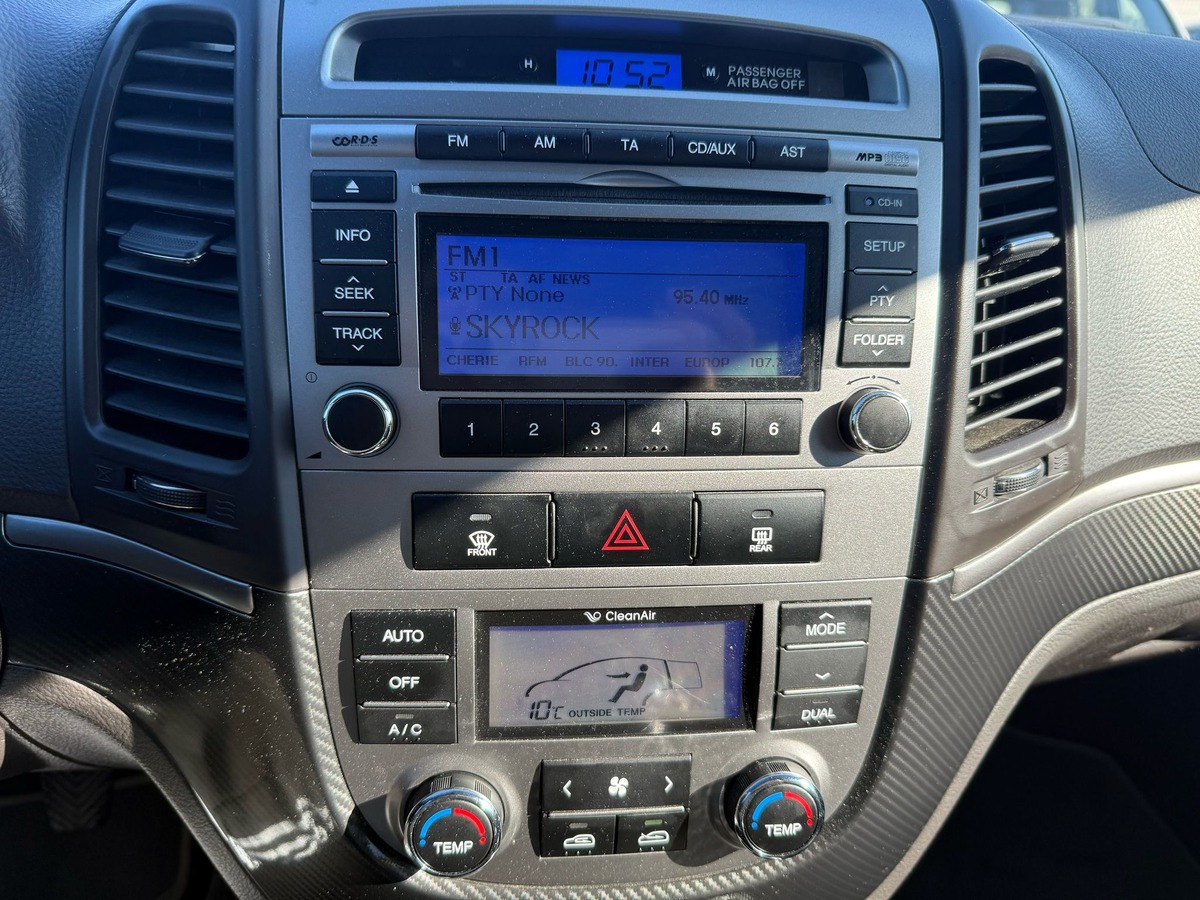 H 10:52 M PASSENGER
AIR BAG OFF
R·D·S FM AM TA CD/AUX AST MP3
CD-IN
INFO
SEEK
TRACK
FM1
ST TA AF NEWS
PTY None 95.40 MHz
SKYROCK
CHERIE RFM BLC 90. INTER EUROP 107.7
SETUP
PTY
FOLDER
1 2 3 4 5 6
FRONT
REAR
CleanAir
AUTO
OFF
A/C
10°C OUTSIDE TEMP
MODE
DUAL
TEMP
TEMP